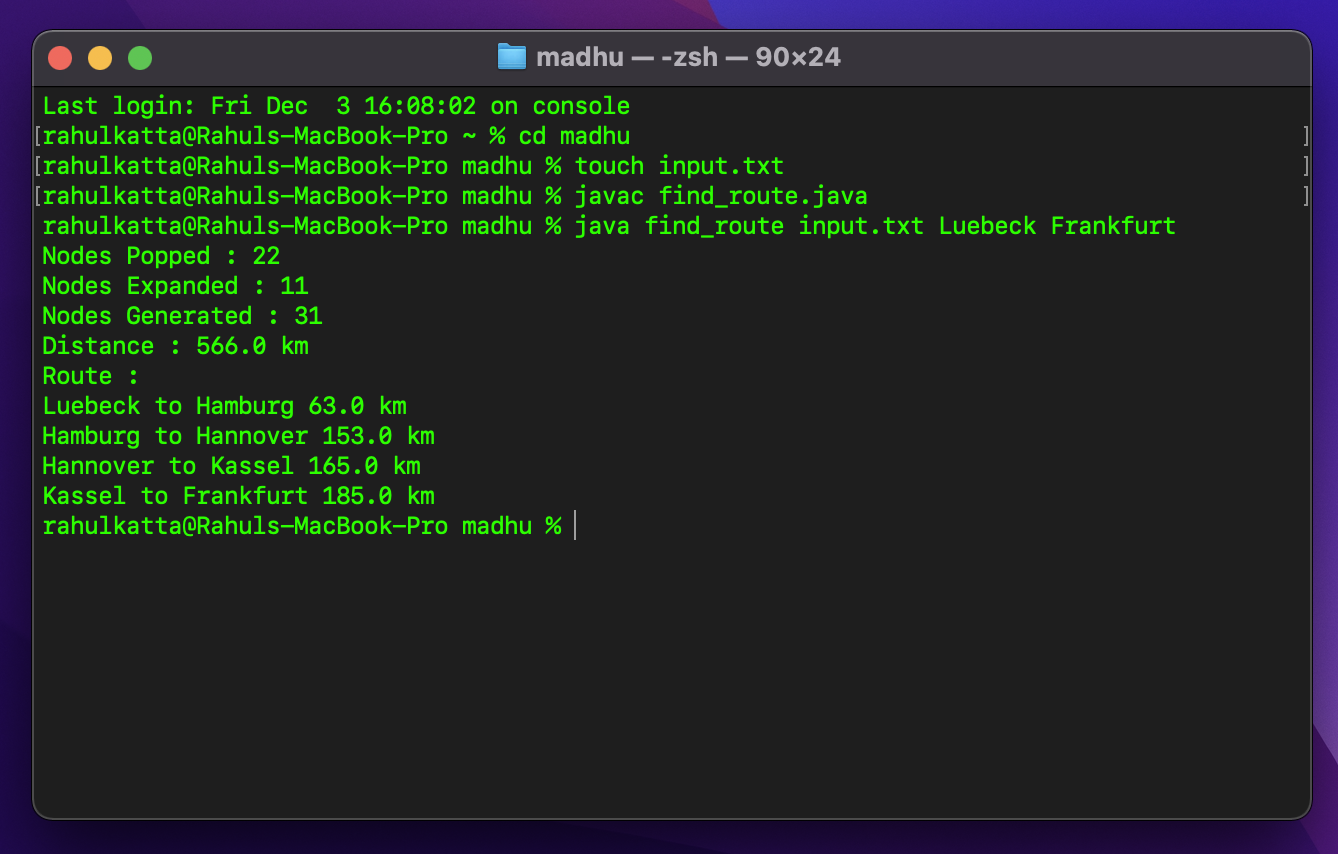 madhu — -zsh — 90×24
Last login: Fri Dec  3 16:08:02 on console
[rahulkatta@Rahuls-MacBook-Pro ~ % cd madhu ]
[rahulkatta@Rahuls-MacBook-Pro madhu % touch input.txt ]
[rahulkatta@Rahuls-MacBook-Pro madhu % javac find_route.java ]
rahulkatta@Rahuls-MacBook-Pro madhu % java find_route input.txt Luebeck Frankfurt
Nodes Popped : 22
Nodes Expanded : 11
Nodes Generated : 31
Distance : 566.0 km
Route :
Luebeck to Hamburg 63.0 km
Hamburg to Hannover 153.0 km
Hannover to Kassel 165.0 km
Kassel to Frankfurt 185.0 km
rahulkatta@Rahuls-MacBook-Pro madhu %